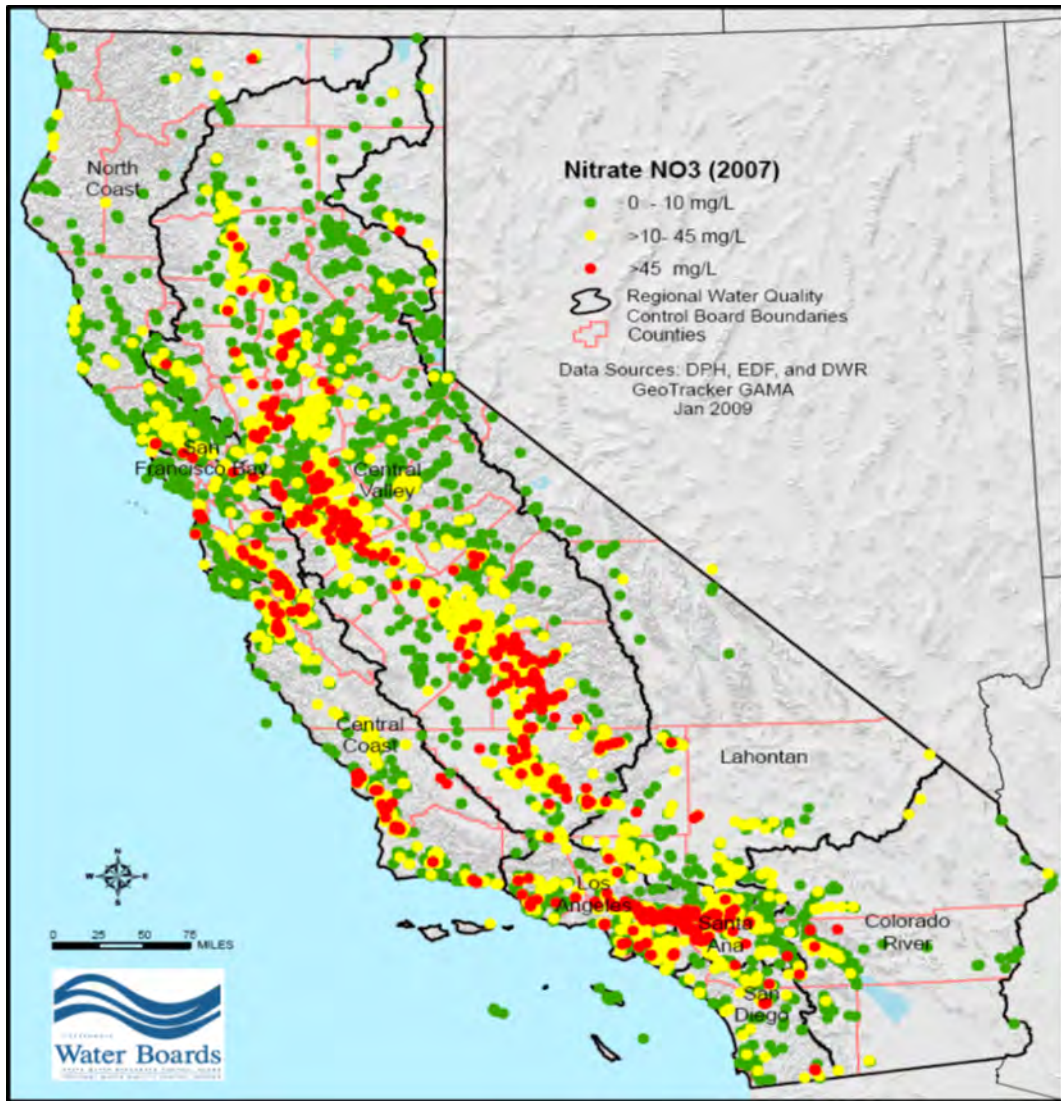 Nitrate NO3 (2007)
0 - 10 mg/L
>10- 45 mg/L
>45 mg/L
Regional Water Quality
Control Board Boundaries
Counties
Data Sources: DPH, EDF, and DWR
GeoTracker GAMA
Jan 2009
North
Coast
San
Francisco Bay
Central
Valley
Central
Coast
Lahontan
Los
Angeles
Santa
Ana
Colorado
River
San
Diego
N
W
E
S
0 25 50 75
MILES
CALIFORNIA
Water Boards